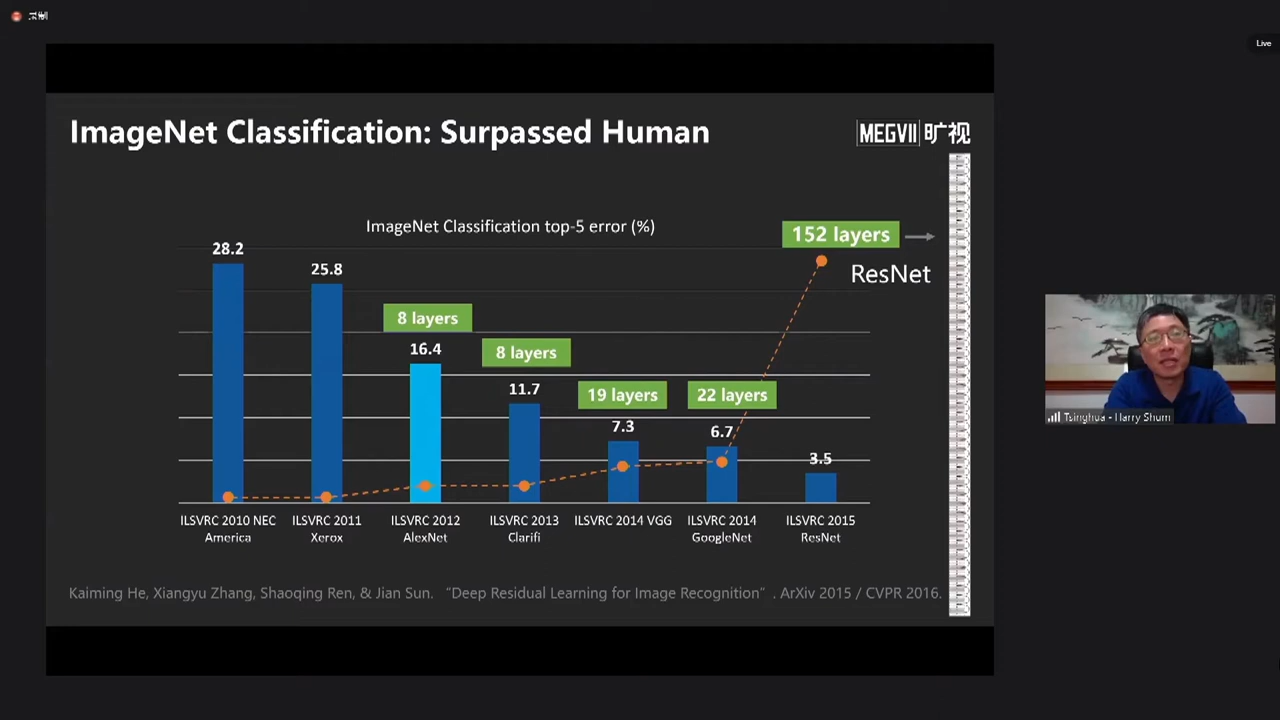 录制
Live
ImageNet Classification: Surpassed Human
MEGVII 旷视
ImageNet Classification top-5 error (%)
152 layers
ResNet
28.2
25.8
8 layers
16.4
8 layers
11.7
19 layers
7.3
22 layers
6.7
3.5
ILSVRC 2010 NEC
America
ILSVRC 2011
Xerox
ILSVRC 2012
AlexNet
ILSVRC 2013
Clarifi
ILSVRC 2014 VGG
ILSVRC 2014
GoogleNet
ILSVRC 2015
ResNet
Kaiming He, Xiangyu Zhang, Shaoqing Ren, & Jian Sun. “Deep Residual Learning for Image Recognition”. ArXiv 2015 / CVPR 2016.
Tsinghua - Harry Shum